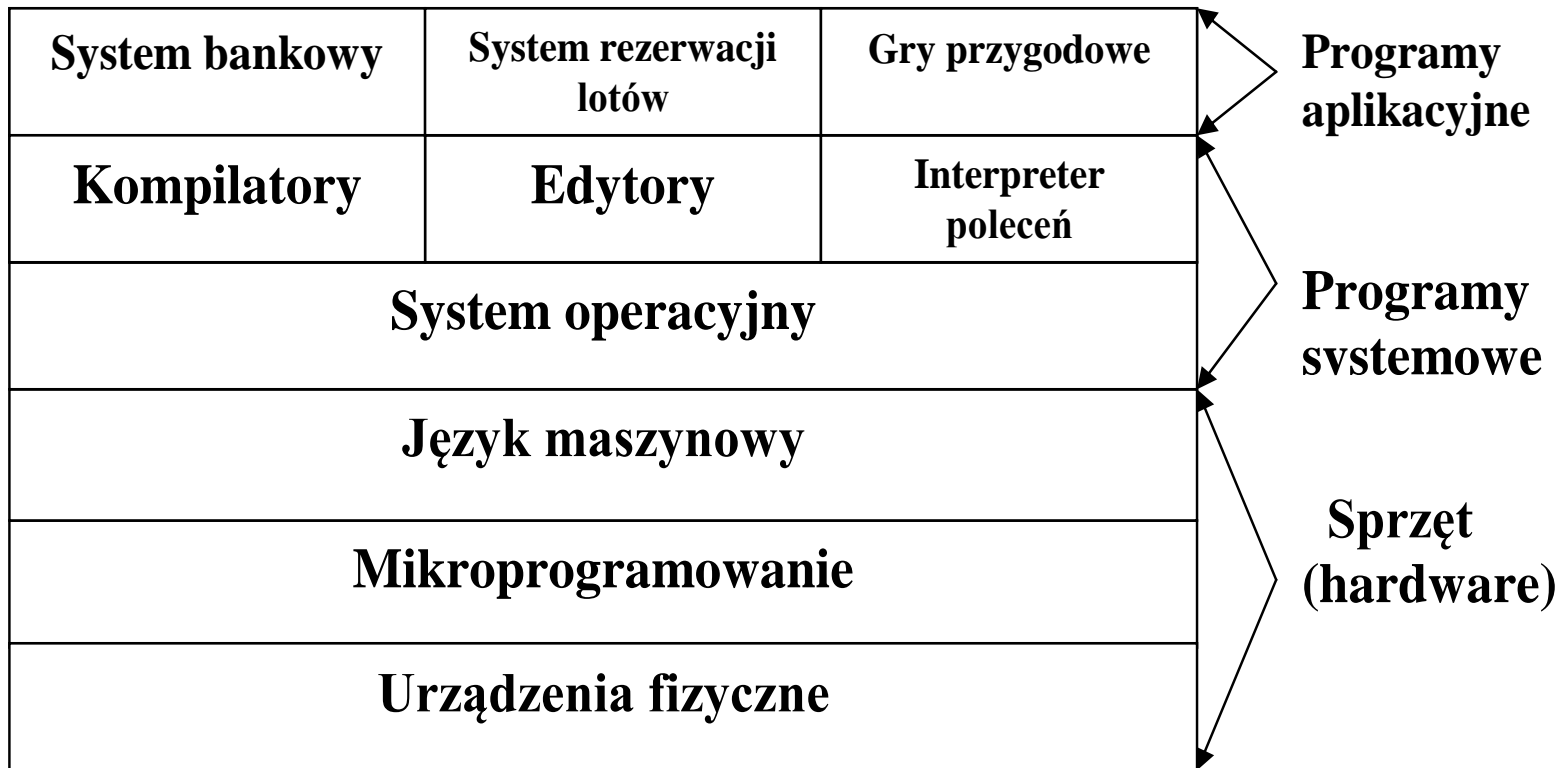 System bankowy
System rezerwacji
lotów
Gry przygodowe
Programy
aplikacyjne
Kompilatory
Edytory
Interpreter
poleceń
System operacyjny
Programy
systemowe
Język maszynowy
Mikroprogramowanie
Sprzęt
(hardware)
Urządzenia fizyczne